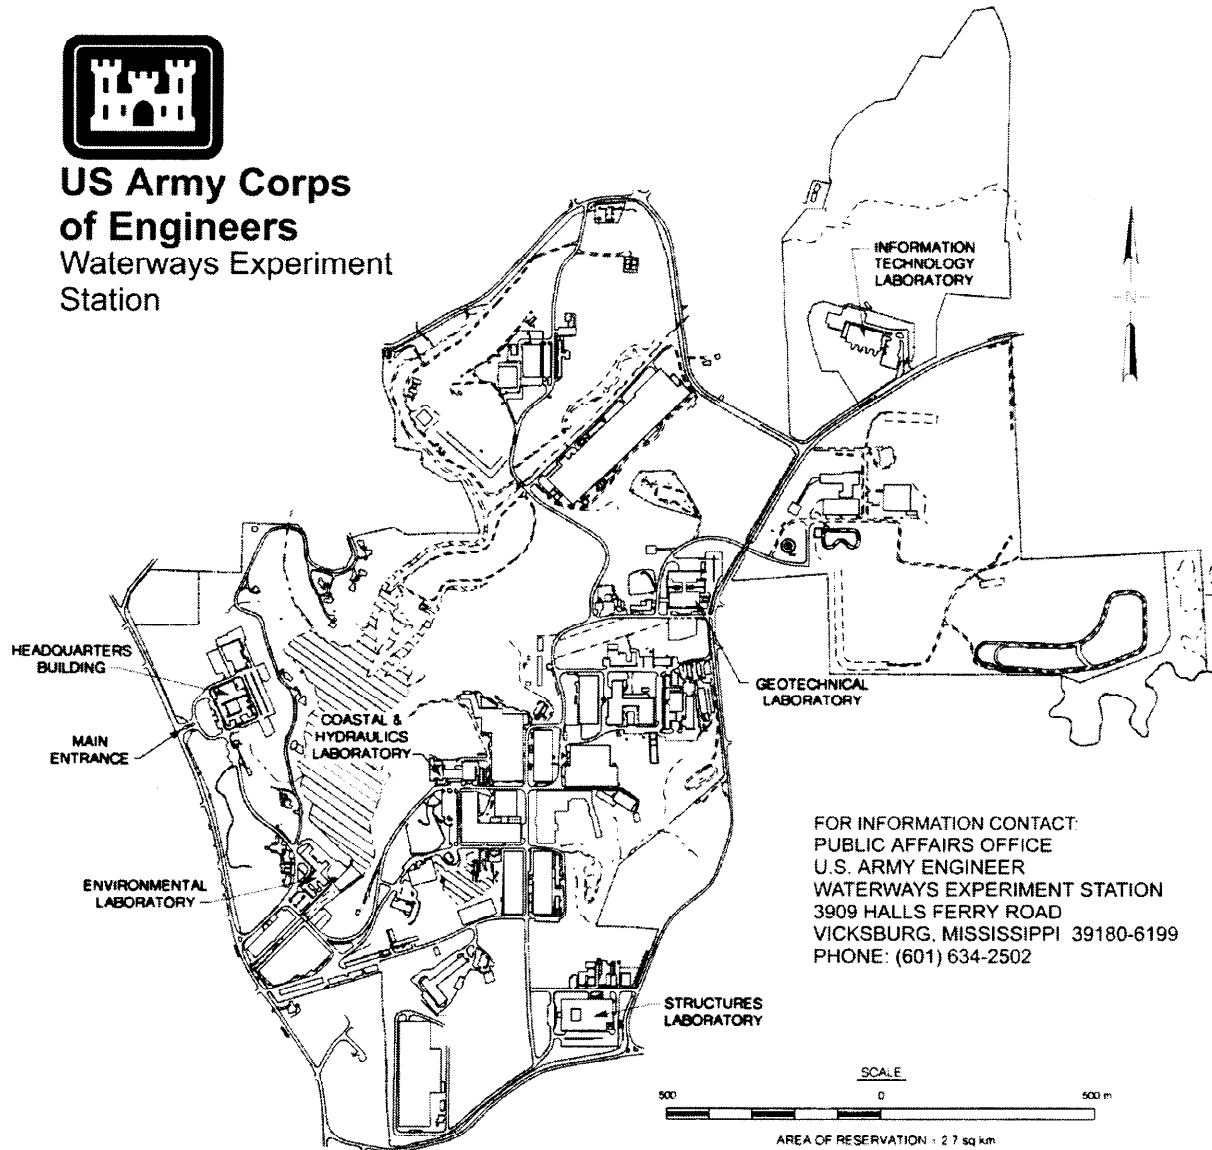 US Army Corps
of Engineers
Waterways Experiment
Station
INFORMATION
TECHNOLOGY
LABORATORY
N
HEADQUARTERS
BUILDING
MAIN
ENTRANCE
COASTAL &
HYDRAULICS
LABORATORY
GEOTECHNICAL
LABORATORY
ENVIRONMENTAL
LABORATORY
STRUCTURES
LABORATORY
FOR INFORMATION CONTACT:
PUBLIC AFFAIRS OFFICE
U.S. ARMY ENGINEER
WATERWAYS EXPERIMENT STATION
3909 HALLS FERRY ROAD
VICKSBURG, MISSISSIPPI 39180-6199
PHONE: (601) 634-2502
SCALE
500 0 500 m
AREA OF RESERVATION : 2.7 sq km